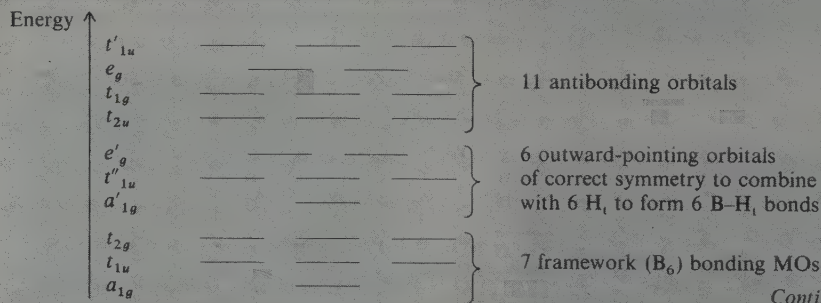 Energy
t'1u
eg
t1g
t2u
11 antibonding orbitals
e'g
t"1u
a'1g
6 outward-pointing orbitals
of correct symmetry to combine
with 6 Ht to form 6 B–Ht bonds
t2g
t1u
a1g
7 framework (B6) bonding MOs
Conti